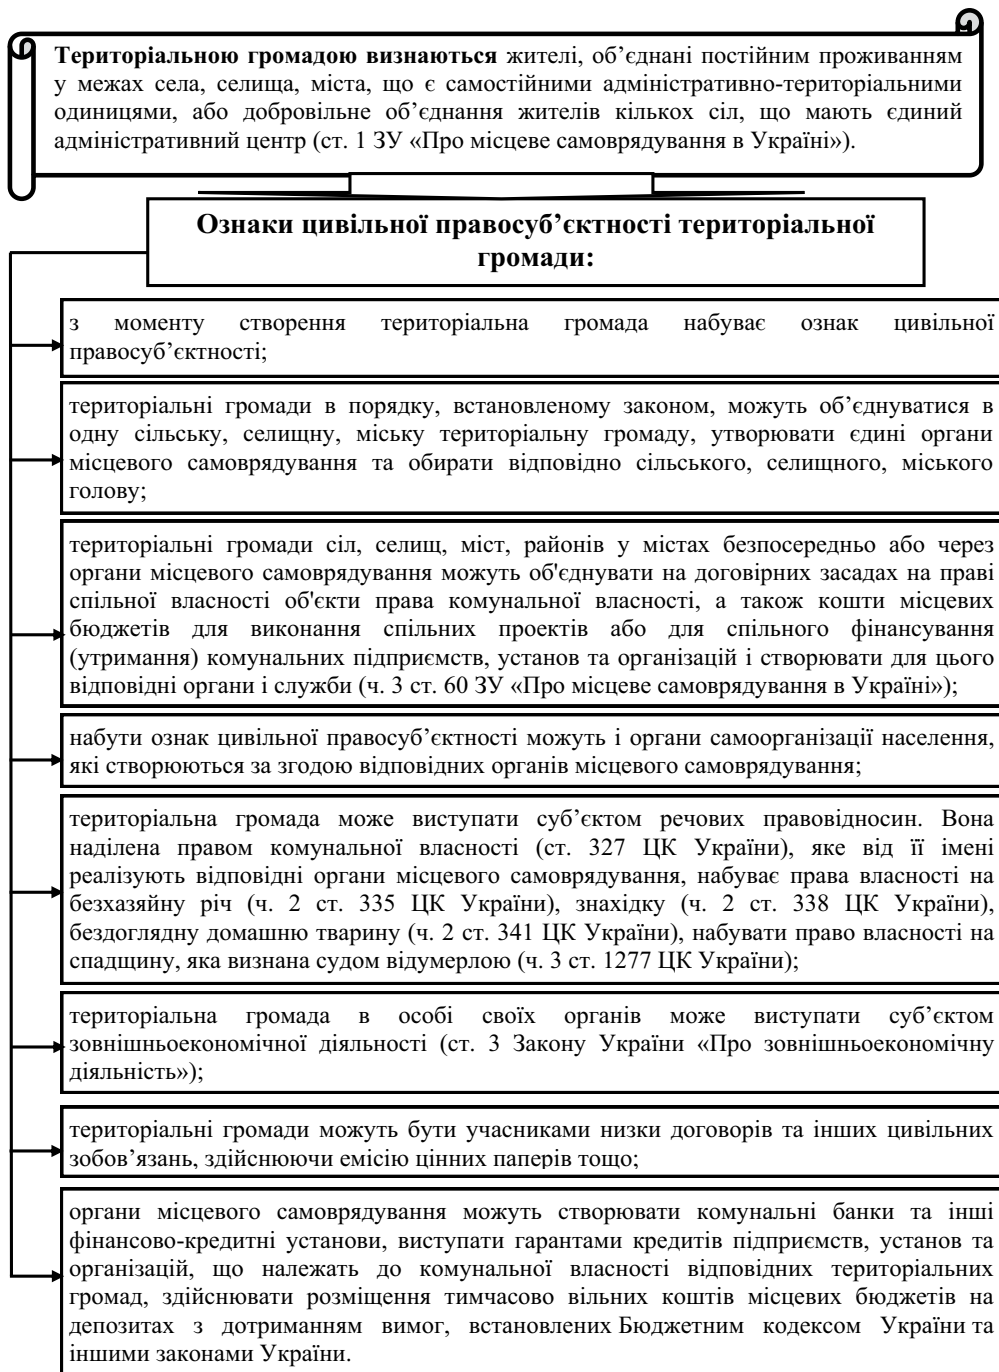 Територіальною громадою визнаються жителі, об’єднані постійним проживанням
у межах села, селища, міста, що є самостійними адміністративно-територіальними
одиницями, або добровільне об’єднання жителів кількох сіл, що мають єдиний
адміністративний центр (ст. 1 ЗУ «Про місцеве самоврядування в Україні»).
Ознаки цивільної правосуб’єктності територіальної
громади:
з моменту створення територіальна громада набуває ознак цивільної
правосуб’єктності;
територіальні громади в порядку, встановленому законом, можуть об’єднуватися в
одну сільську, селищну, міську територіальну громаду, утворювати єдині органи
місцевого самоврядування та обирати відповідно сільського, селищного, міського
голову;
територіальні громади сіл, селищ, міст, районів у містах безпосередньо або через
органи місцевого самоврядування можуть об'єднувати на договірних засадах на праві
спільної власності об'єкти права комунальної власності, а також кошти місцевих
бюджетів для виконання спільних проектів або для спільного фінансування
(утримання) комунальних підприємств, установ та організацій і створювати для цього
відповідні органи і служби (ч. 3 ст. 60 ЗУ «Про місцеве самоврядування в Україні»);
набути ознак цивільної правосуб’єктності можуть і органи самоорганізації населення,
які створюються за згодою відповідних органів місцевого самоврядування;
територіальна громада може виступати суб’єктом речових правовідносин. Вона
наділена правом комунальної власності (ст. 327 ЦК України), яке від її імені
реалізують відповідні органи місцевого самоврядування, набуває права власності на
безхазяйну річ (ч. 2 ст. 335 ЦК України), знахідку (ч. 2 ст. 338 ЦК України),
бездоглядну домашню тварину (ч. 2 ст. 341 ЦК України), набувати право власності на
спадщину, яка визнана судом відумерлою (ч. 3 ст. 1277 ЦК України);
територіальна громада в особі своїх органів може виступати суб’єктом
зовнішньоекономічної діяльності (ст. 3 Закону України «Про зовнішньоекономічну
діяльність»);
територіальні громади можуть бути учасниками низки договорів та інших цивільних
зобов’язань, здійснюючи емісію цінних паперів тощо;
органи місцевого самоврядування можуть створювати комунальні банки та інші
фінансово-кредитні установи, виступати гарантами кредитів підприємств, установ та
організацій, що належать до комунальної власності відповідних територіальних
громад, здійснювати розміщення тимчасово вільних коштів місцевих бюджетів на
депозитах з дотриманням вимог, встановлених Бюджетним кодексом України та
іншими законами України.